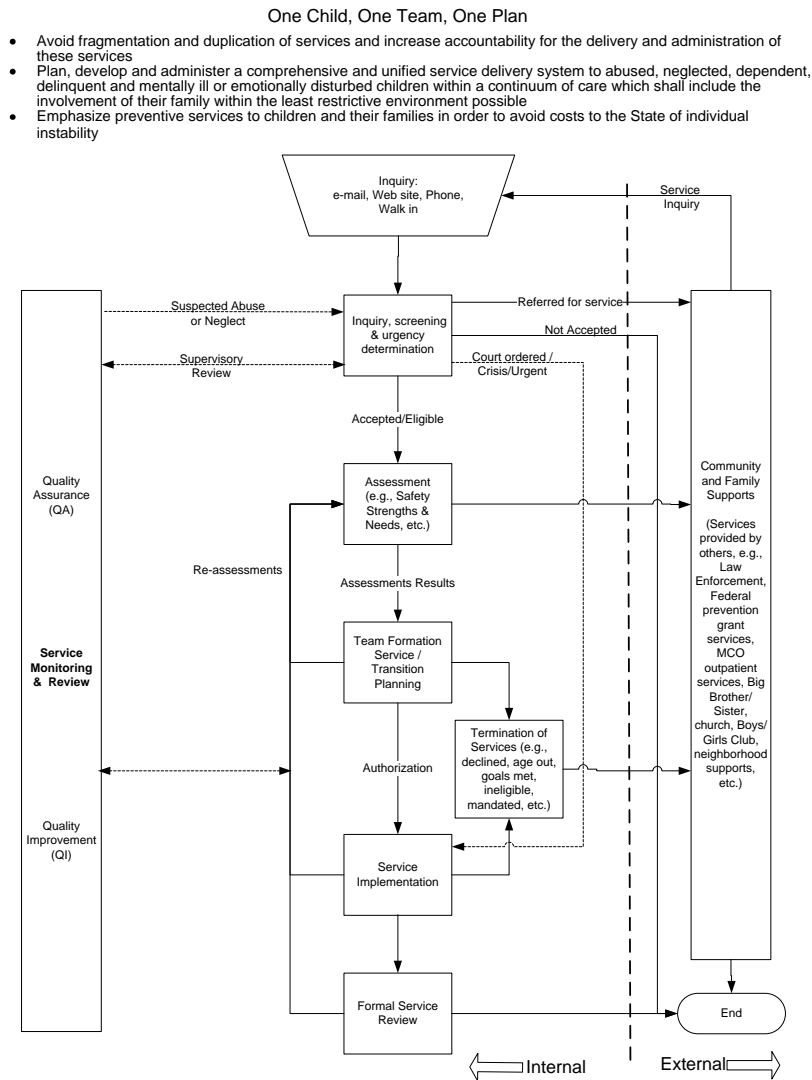 One Child, One Team, One Plan
• Avoid fragmentation and duplication of services and increase accountability for the delivery and administration of
these services
• Plan, develop and administer a comprehensive and unified service delivery system to abused, neglected, dependent,
delinquent and mentally ill or emotionally disturbed children within a continuum of care which shall include the
involvement of their family within the least restrictive environment possible
• Emphasize preventive services to children and their families in order to avoid costs to the State of individual
instability
Inquiry:
e-mail, Web site, Phone,
Walk in
Service
Inquiry
Suspected Abuse
or Neglect
Supervisory
Review
Inquiry, screening
& urgency
determination
Referred for service
Not Accepted
Court ordered /
Crisis/Urgent
Accepted/Eligible
Quality
Assurance
(QA)
Service
Monitoring
& Review
Quality
Improvement
(QI)
Re-assessments
Assessment
(e.g., Safety
Strengths &
Needs, etc.)
Assessments Results
Team Formation
Service /
Transition
Planning
Authorization
Termination of
Services (e.g.,
declined, age out,
goals met,
ineligible,
mandated, etc.)
Service
Implementation
Formal Service
Review
Community
and Family
Supports
(Services
provided by
others, e.g.,
Law
Enforcement,
Federal
prevention
grant
services,
MCO
outpatient
services, Big
Brother/
Sister,
church, Boys/
Girls Club,
neighborhood
supports,
etc.)
End
Internal
External